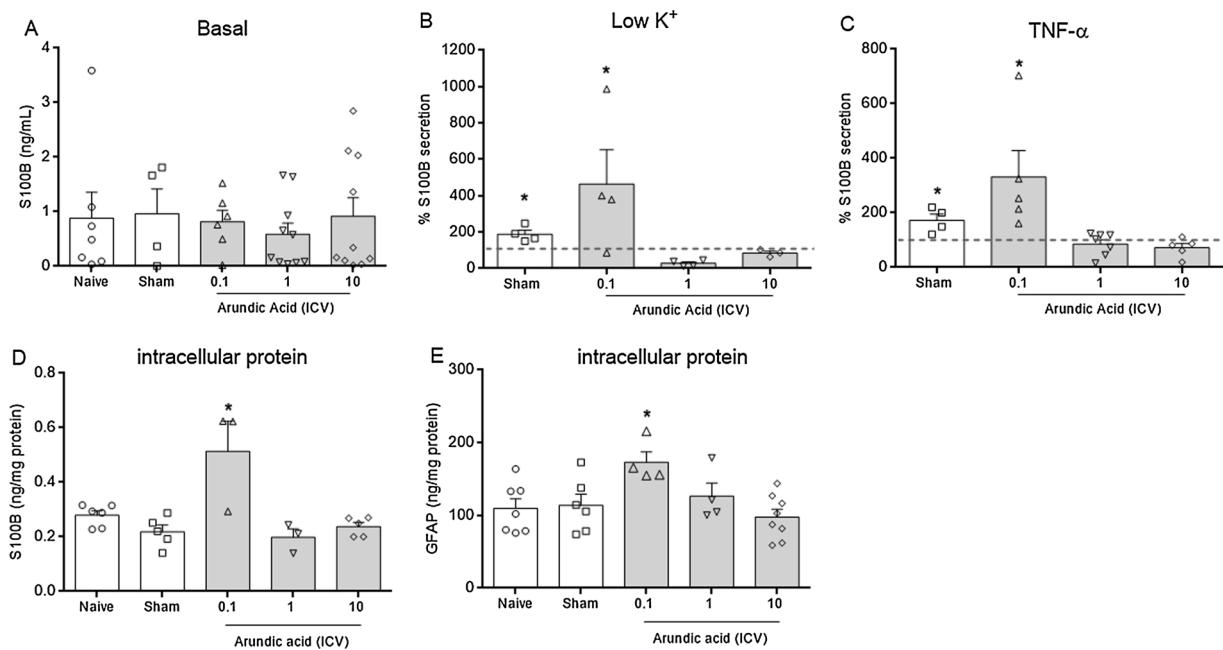 A
Basal
S100B (ng/mL)
4
3
2
1
0
Naive Sham 0.1 1 10
Arundic Acid (ICV)
B
Low K+
% S100B secretion
1200
1000
800
600
400
200
0
*
*
Sham 0.1 1 10
Arundic Acid (ICV)
C
TNF-α
% S100B secretion
800
600
400
200
0
*
*
Sham 0.1 1 10
Arundic Acid (ICV)
D
intracellular protein
S100B (ng/mg protein)
0.8
0.6
0.4
0.2
0.0
*
Naive Sham 0.1 1 10
Arundic acid (ICV)
E
intracellular protein
GFAP (ng/mg protein)
300
200
100
0
*
Naive Sham 0.1 1 10
Arundic acid (ICV)